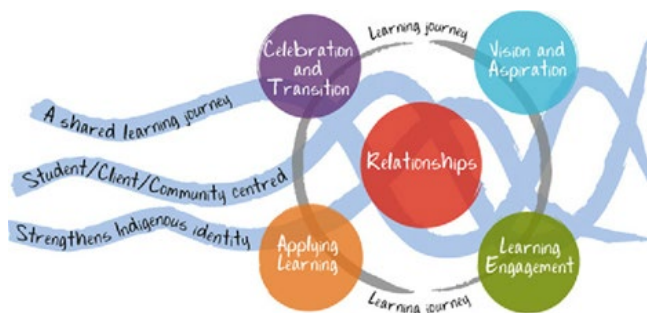 Learning journey
Celebration
and
Transition
Vision and
Aspiration
A shared learning journey
Relationships
Student/Client/Community centred
Strengthens Indigenous identity
Applying
Learning
Learning
Engagement
Learning journey